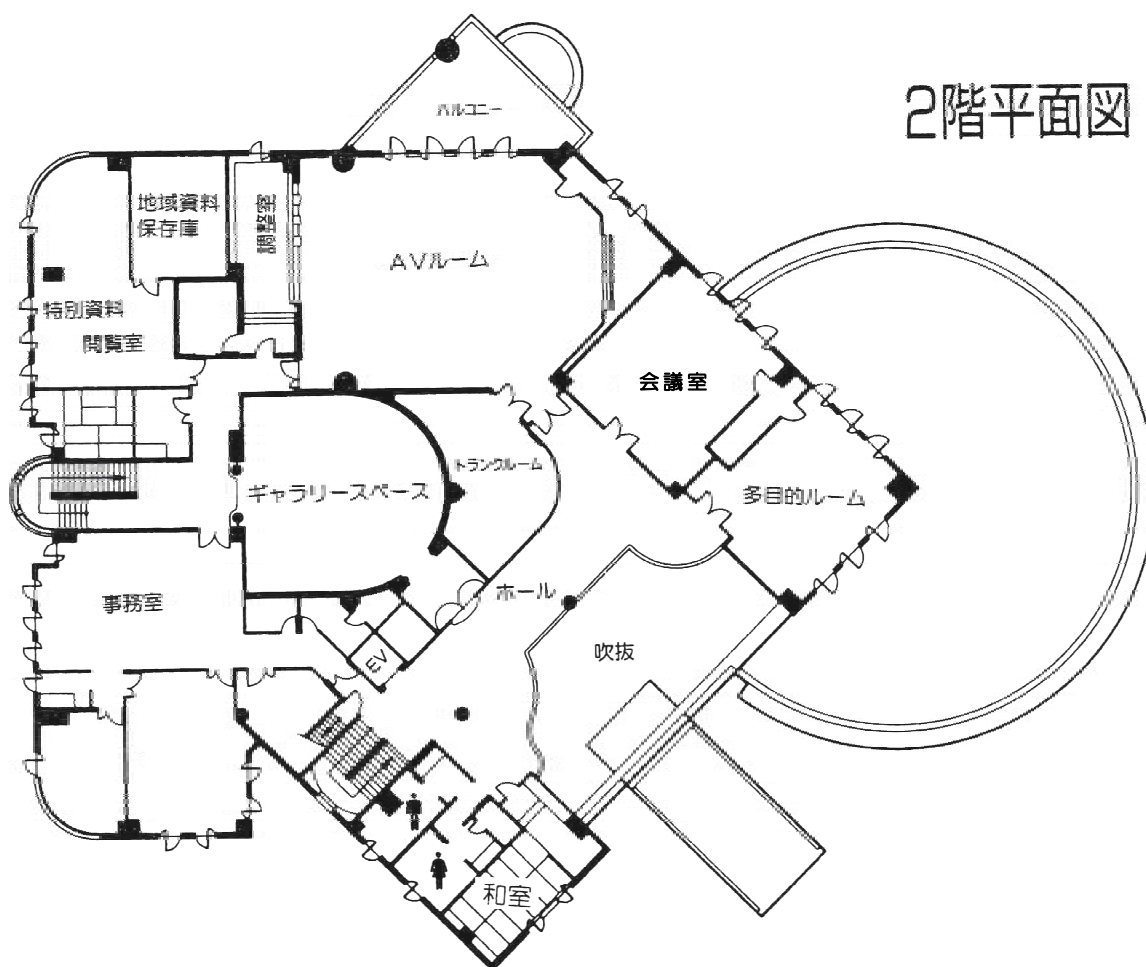 2階平面図
バルコニー
地域資料
保存庫
調整室
AVルーム
特別資料
閲覧室
会議室
トランクルーム
ギャラリースペース
多目的ルーム
ホール
事務室
吹抜
EV
和室